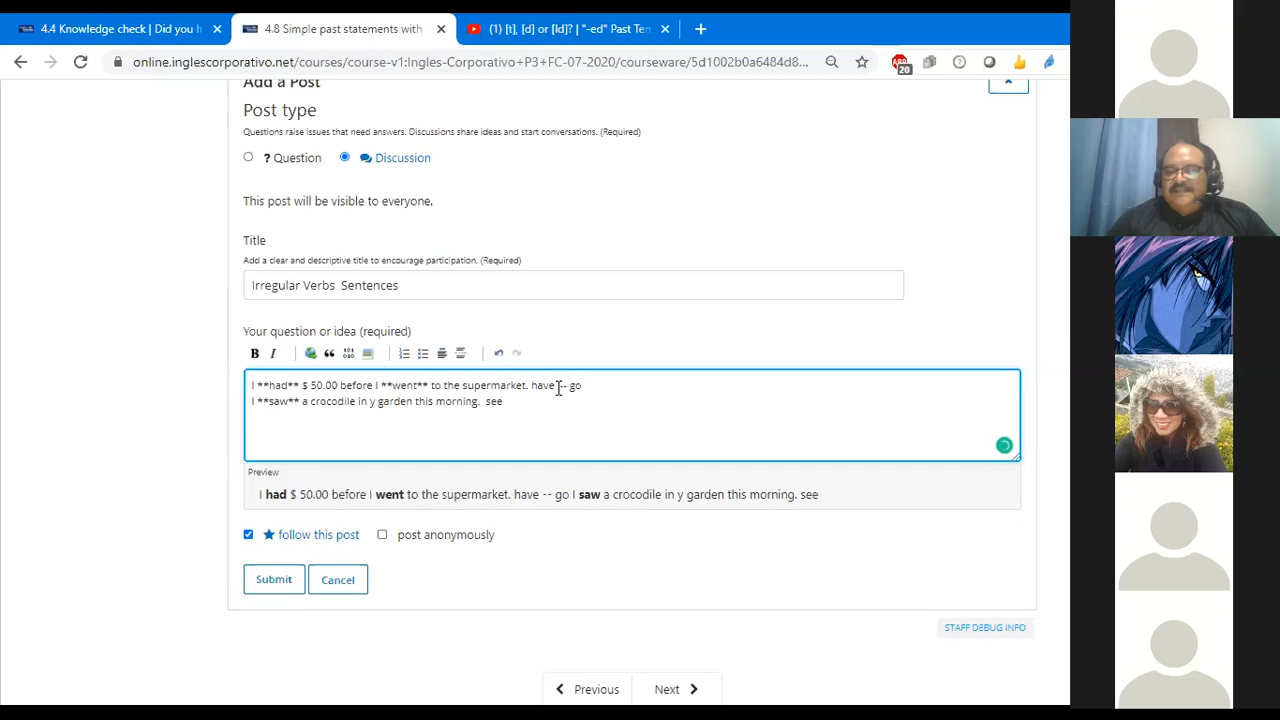 4.4 Knowledge check | Did you h
4.8 Simple past statements with
(1) [t], [d] or [Id]? | "-ed" Past Ten
online.inglescorporativo.net/courses/course-v1:Ingles-Corporativo+P3+FC-07-2020/courseware/5d1002b0a6484d8...
ABP
20
Add a Post
Post type
Questions raise issues that need answers. Discussions share ideas and start conversations. (Required)
? Question
Discussion
This post will be visible to everyone.
Title
Add a clear and descriptive title to encourage participation. (Required)
Irregular Verbs  Sentences
Your question or idea (required)
B I
I **had** $ 50.00 before I **went** to the supermarket. have -- go
I **saw** a crocodile in y garden this morning.  see
Preview
I had $ 50.00 before I went to the supermarket. have -- go I saw a crocodile in y garden this morning. see
follow this post
post anonymously
Submit
Cancel
STAFF DEBUG INFO
Previous
Next